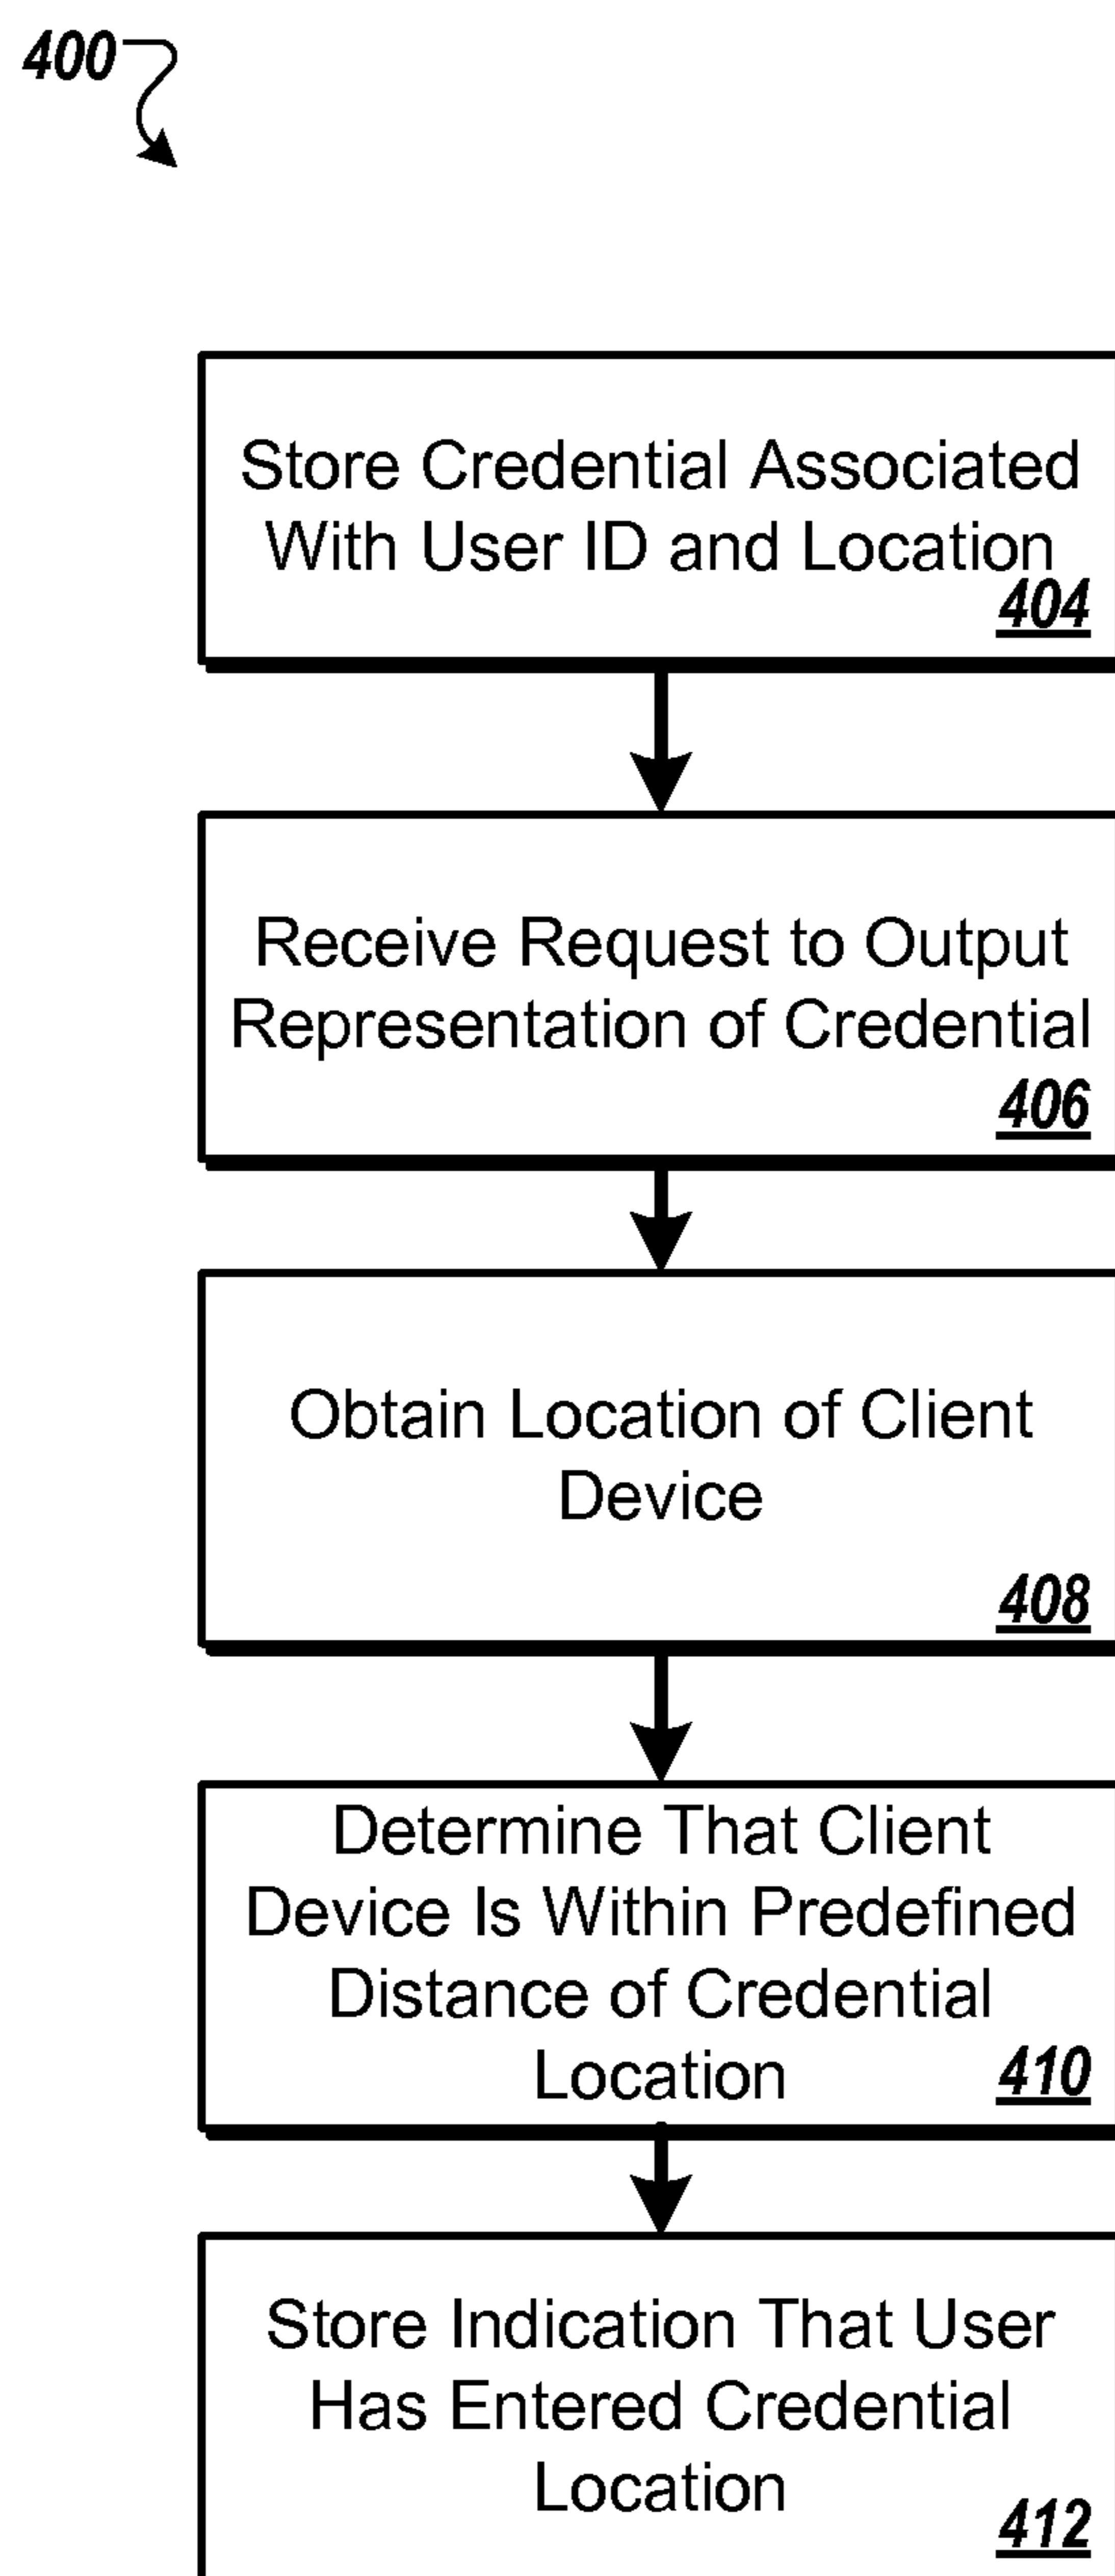 400
Store Credential Associated
With User ID and Location
404
Receive Request to Output
Representation of Credential
406
Obtain Location of Client
Device
408
Determine That Client
Device Is Within Predefined
Distance of Credential
Location
410
Store Indication That User
Has Entered Credential
Location
412